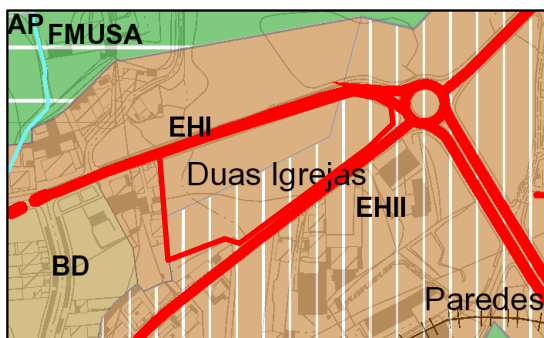 AP FMUSA
EHI
Duas Igrejas
EHII
BD
Paredes